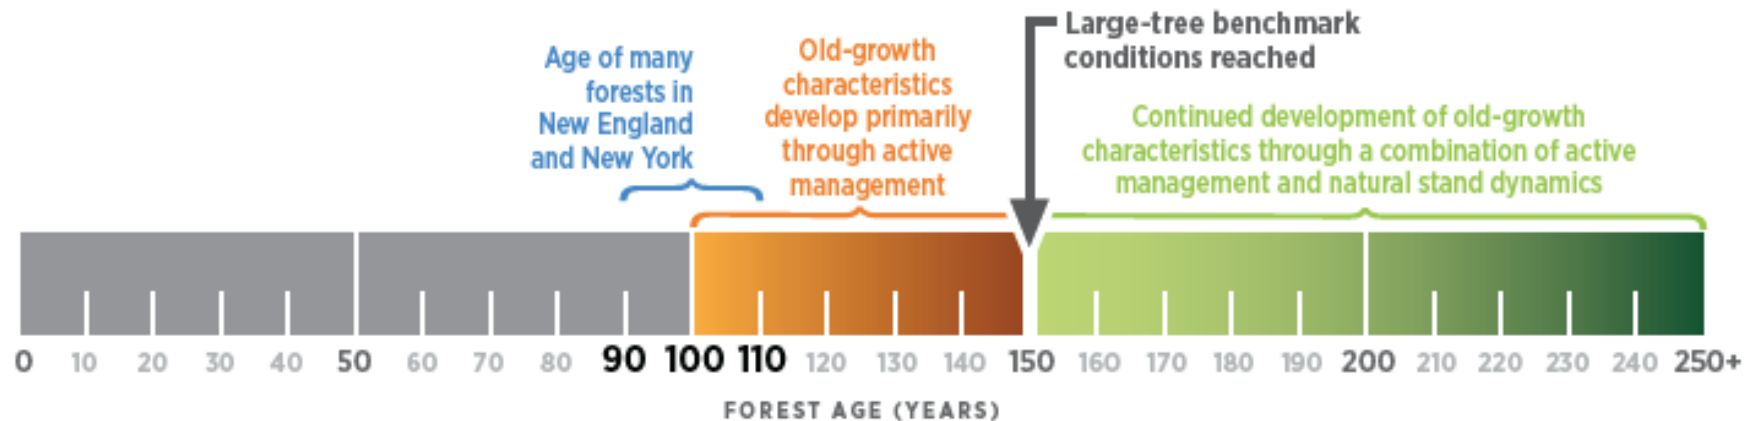 Large-tree benchmark
conditions reached
Age of many
forests in
New England
and New York
Old-growth
characteristics
develop primarily
through active
management
Continued development of old-growth
characteristics through a combination of active
management and natural stand dynamics
0 10 20 30 40 50 60 70 80 90 100 110 120 130 140 150 160 170 180 190 200 210 220 230 240 250+
FOREST AGE (YEARS)